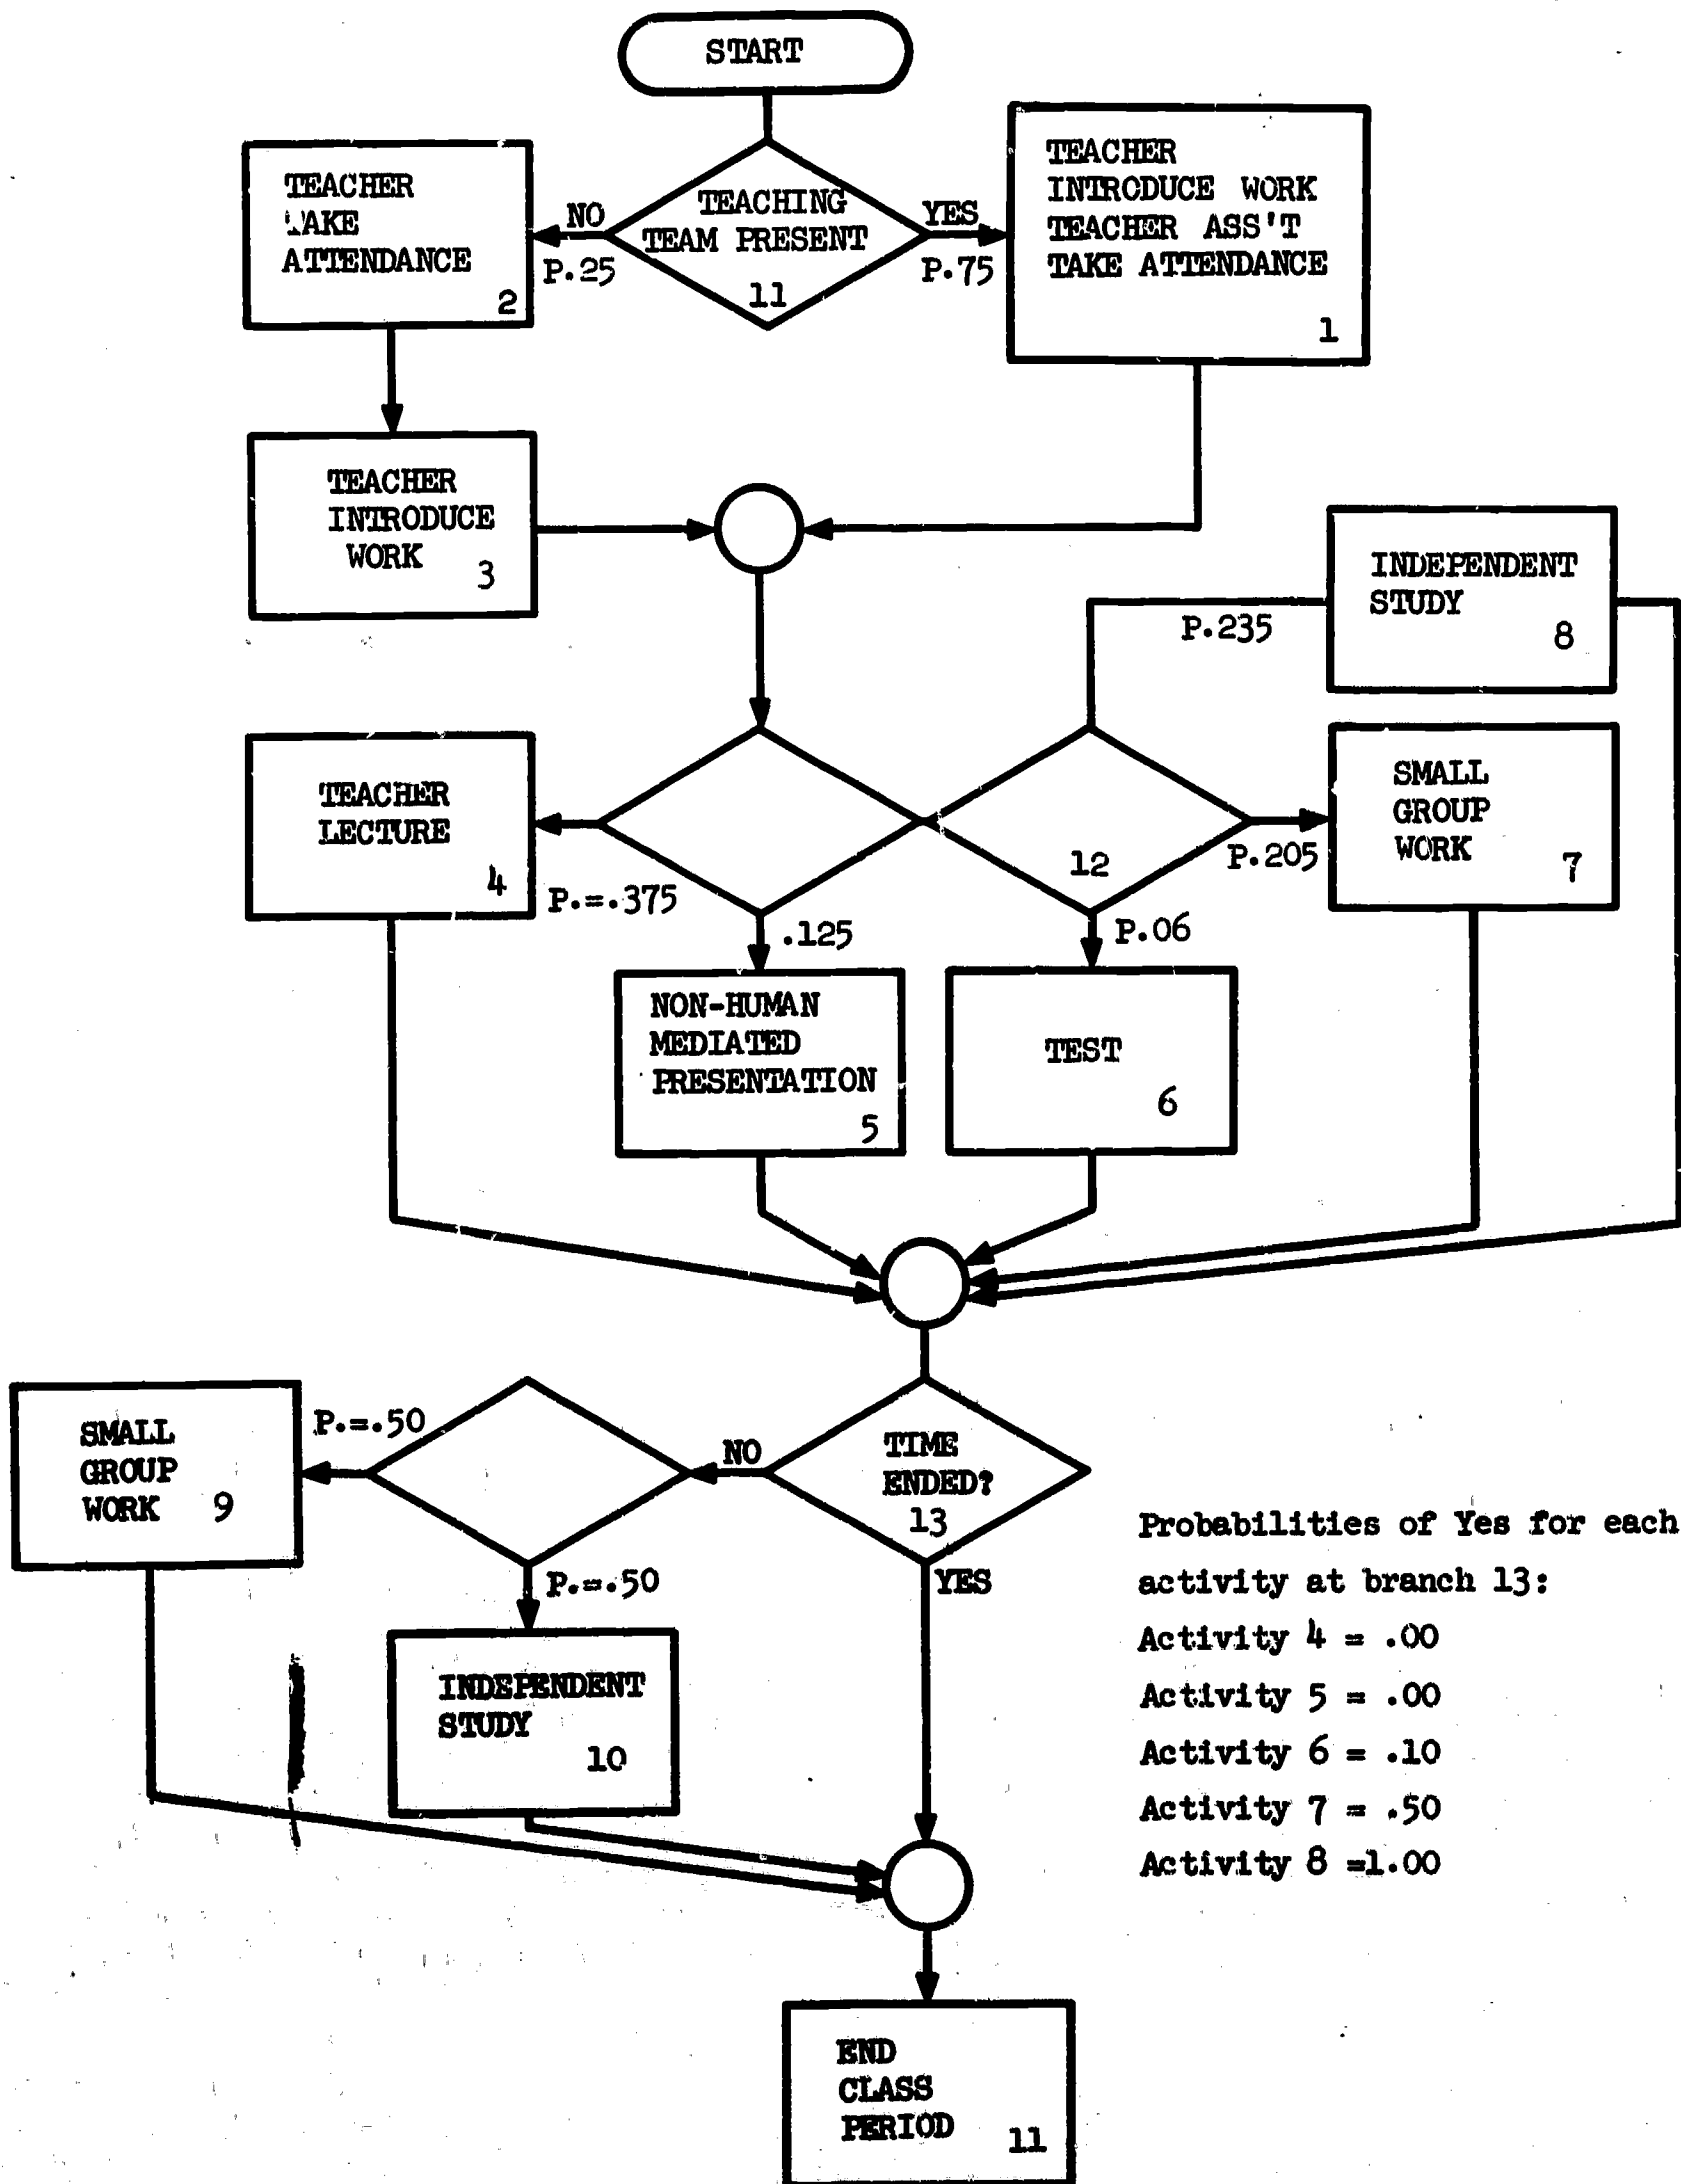 START
TEACHER
TAKE
ATTENDANCE
2
NO
P.25
TEACHING
TEAM PRESENT
11
YES
P.75
TEACHER
INTRODUCE WORK
TEACHER ASS'T
TAKE ATTENDANCE
1
TEACHER
INTRODUCE
WORK
3
INDEPENDENT
STUDY
8
P.235
TEACHER
LECTURE
4
P.=.375
.125
12
P.06
P.205
SMALL
GROUP
WORK
7
NON-HUMAN
MEDIATED
PRESENTATION
5
TEST
6
SMALL
GROUP
WORK 9
P.=.50
NO
TIME
ENDED?
13
YES
P.=.50
INDEPENDENT
STUDY
10
Probabilities of Yes for each
activity at branch 13:
Activity 4 = .00
Activity 5 = .00
Activity 6 = .10
Activity 7 = .50
Activity 8 =1.00
END
CLASS
PERIOD
11